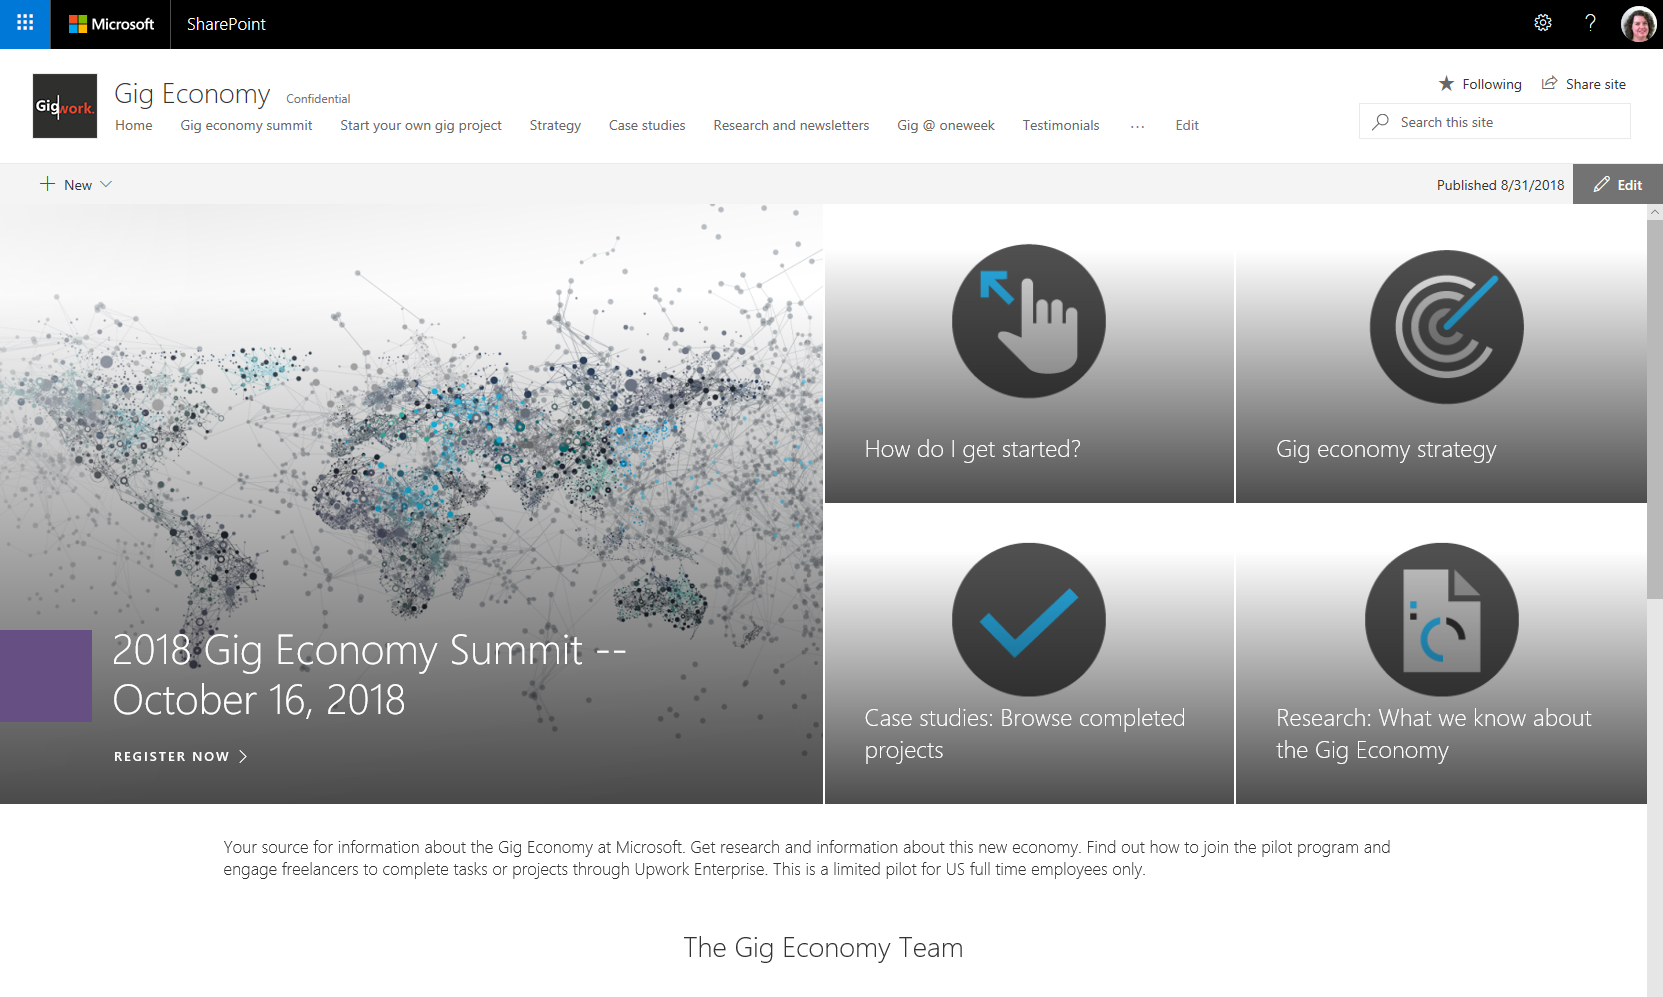 Microsoft
SharePoint
?
Gigwork.
Gig Economy
Confidential
Following
Share site
Home
Gig economy summit
Start your own gig project
Strategy
Case studies
Research and newsletters
Gig @ oneweek
Testimonials
...
Edit
Search this site
New
Published 8/31/2018
Edit
2018 Gig Economy Summit --
October 16, 2018
REGISTER NOW
How do I get started?
Gig economy strategy
Case studies: Browse completed
projects
Research: What we know about
the Gig Economy
Your source for information about the Gig Economy at Microsoft. Get research and information about this new economy. Find out how to join the pilot program and
engage freelancers to complete tasks or projects through Upwork Enterprise. This is a limited pilot for US full time employees only.
The Gig Economy Team